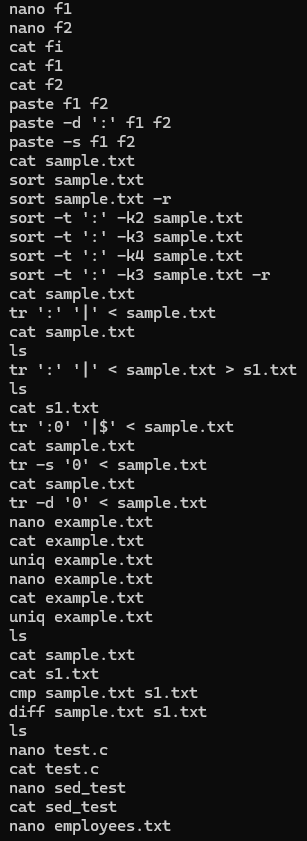 nano f1
nano f2
cat fi
cat f1
cat f2
paste f1 f2
paste -d ':' f1 f2
paste -s f1 f2
cat sample.txt
sort sample.txt
sort sample.txt -r
sort -t ':' -k2 sample.txt
sort -t ':' -k3 sample.txt
sort -t ':' -k4 sample.txt
sort -t ':' -k3 sample.txt -r
cat sample.txt
tr ':' '|' < sample.txt
cat sample.txt
ls
tr ':' '|' < sample.txt > s1.txt
ls
cat s1.txt
tr ':0' '|$' < sample.txt
cat sample.txt
tr -s '0' < sample.txt
cat sample.txt
tr -d '0' < sample.txt
nano example.txt
cat example.txt
uniq example.txt
nano example.txt
cat example.txt
uniq example.txt
ls
cat sample.txt
cat s1.txt
cmp sample.txt s1.txt
diff sample.txt s1.txt
ls
nano test.c
cat test.c
nano sed_test
cat sed_test
nano employees.txt